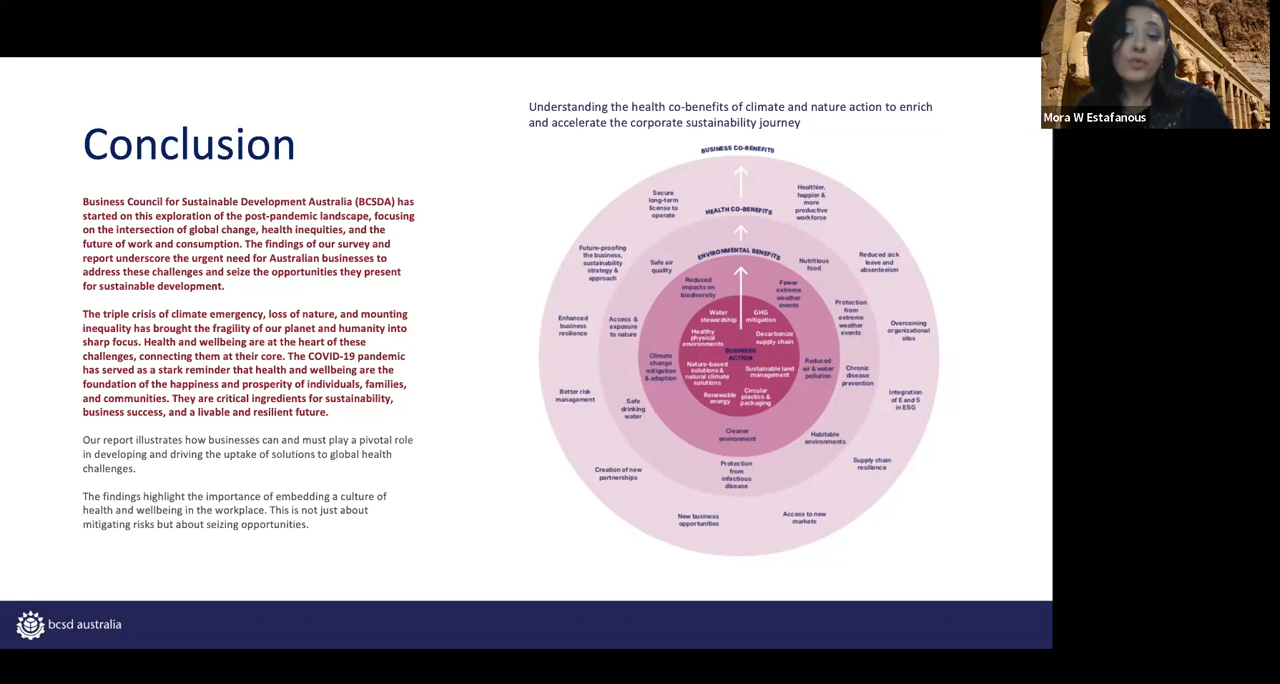 Conclusion
Business Council for Sustainable Development Australia (BCSDA) has
started on this exploration of the post-pandemic landscape, focusing
on the intersection of global change, health inequities, and the
future of work and consumption. The findings of our survey and
report underscore the urgent need for Australian businesses to
address these challenges and seize the opportunities they present
for sustainable development.
The triple crisis of climate emergency, loss of nature, and mounting
inequality has brought the fragility of our planet and humanity into
sharp focus. Health and wellbeing are at the heart of these
challenges, connecting them at their core. The COVID-19 pandemic
has served as a stark reminder that health and wellbeing are the
foundation of the happiness and prosperity of individuals, families,
and communities. They are critical ingredients for sustainability,
business success, and a livable and resilient future.
Our report illustrates how businesses can and must play a pivotal role
in developing and driving the uptake of solutions to global health
challenges.
The findings highlight the importance of embedding a culture of
health and wellbeing in the workplace. This is not just about
mitigating risks but about seizing opportunities.
Understanding the health co-benefits of climate and nature action to enrich
and accelerate the corporate sustainability journey
BUSINESS CO-BENEFITS
Secure
long-term
license to
operate
Healthier,
happier &
more
productive
workforce
Future-proofing
the business,
sustainability
strategy &
approach
Reduced sick
leave and
absenteeism
Enhanced
business
resilience
Overcoming
organizational
silos
Better risk
management
Integration
of E and S
in ESG
Creation of new
partnerships
Supply chain
resilience
New business
opportunities
Access to new
markets
HEALTH CO-BENEFITS
Safe air
quality
Nutritious
food
Access &
exposure
to nature
Protection
from
extreme
weather
events
Safe
drinking
water
Chronic
disease
prevention
Protection
from
infectious
disease
Habitable
environments
ENVIRONMENTAL BENEFITS
Reduced
impacts on
biodiversity
Fewer
extreme
weather
events
Climate
change
mitigation
& adaption
Reduced
air & water
pollution
Cleaner
environment
BUSINESS
ACTION
Water
stewardship
GHG
mitigation
Healthy
physical
environments
Decarbonize
supply chain
Nature-based
solutions &
natural climate
solutions
Sustainable land
management
Renewable
energy
Circular
plastics &
packaging
bcsd australia
Mora W Estafanous